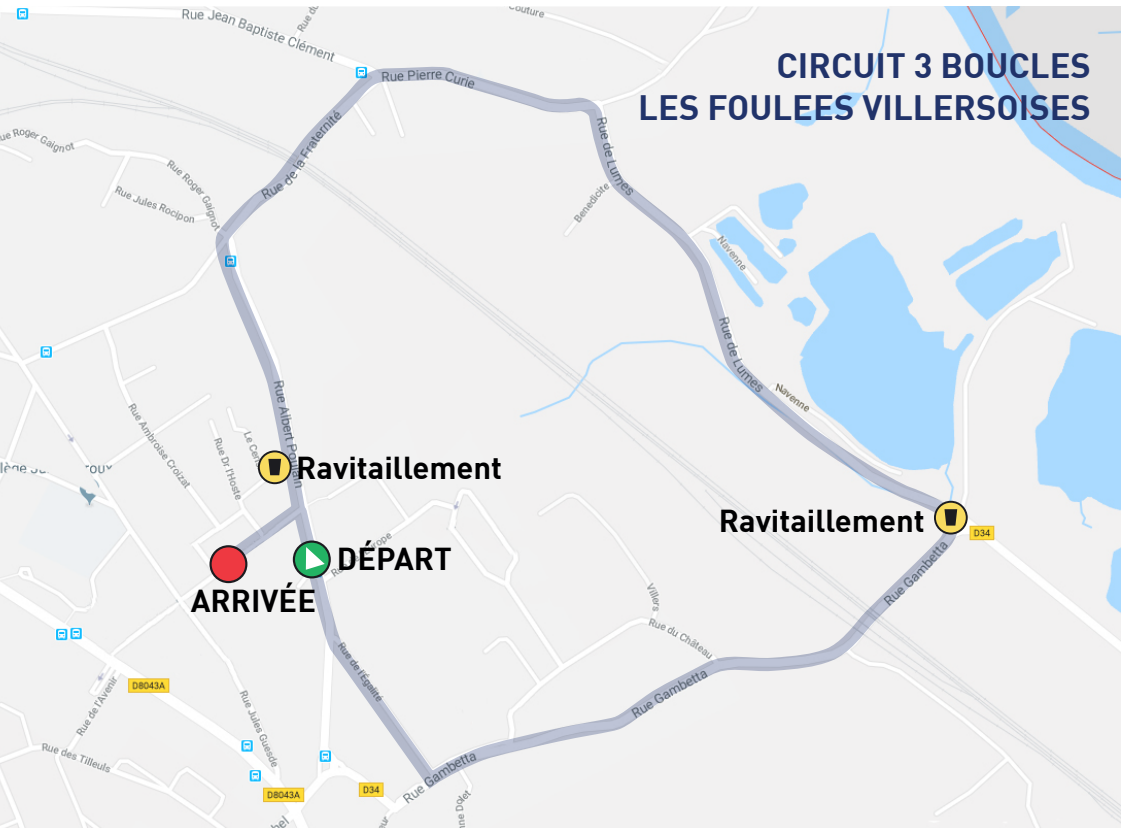 Couture
Rue Jean Baptiste Clément
CIRCUIT 3 BOUCLES
LES FOULEES VILLERSOISES
Rue Pierre Curie
Rue de la Fraternité
Rue Roger Gaignot
Rue Roger Gaignot
Rue Jules Rocipon
Rue de Lumes
Benedicite
Navenne
Rue de Lumes
Navenne
Rue Albert Poulain
Rue Ambroise Croizat
Rue Dr l'Hoste
Ravitaillement
Ravitaillement
D34
DÉPART
ARRIVÉE
Rue Gambetta
Villers
Rue du Château
Rue de l'Égalité
D8043A
Rue de l'Avenir
Rue Jules Guesde
Rue Gambetta
Rue des Tilleuls
Rue Gambetta
D8043A
D34